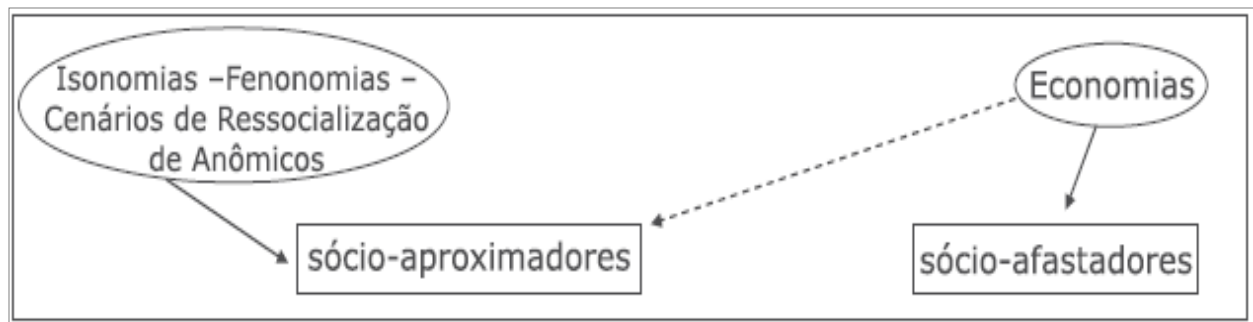 Isonomias –Fenonomias –
Cenários de Ressocialização
de Anômicos
Economias
sócio-aproximadores
sócio-afastadores